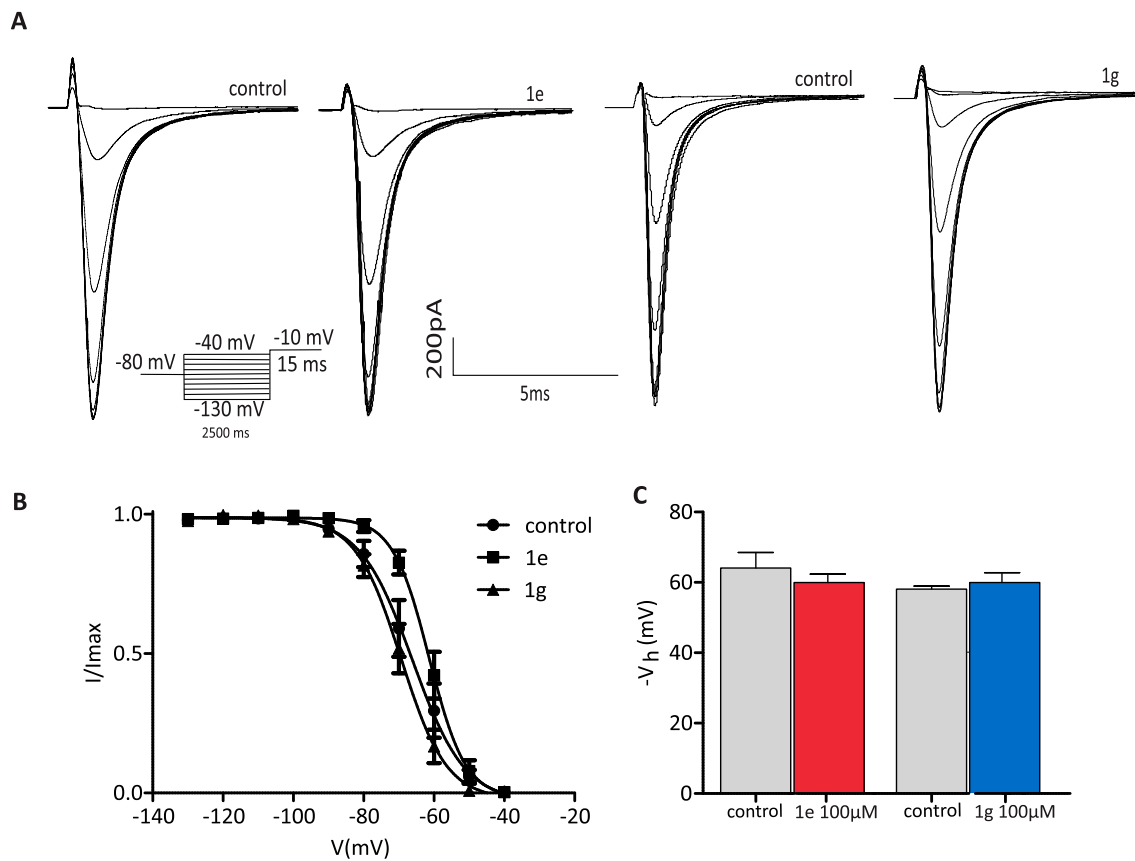 A
control
1e
control
1g
-40 mV
-10 mV
-80 mV
15 ms
-130 mV
2500 ms
200pA
5ms
B
1.0
0.5
0.0
I/Imax
-140
-120
-100
-80
-60
-40
-20
V(mV)
control
1e
1g
C
80
60
40
20
0
-Vh (mV)
control
1e 100µM
control
1g 100µM